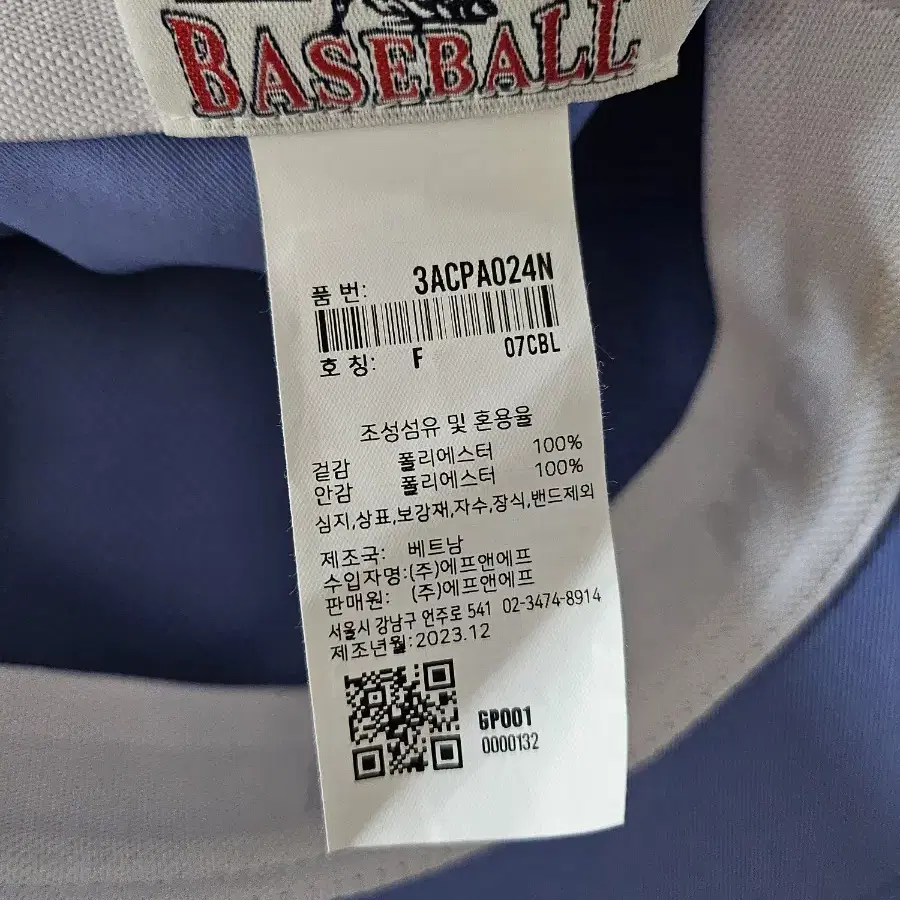 BASEBALL
품 번: 3ACPA024N
호 칭: F 07CBL
조성섬유 및 혼용율
겉감 폴리에스터 100%
안감 폴리에스터 100%
심지,상표,보강재,자수,장식,밴드제외
제조국: 베트남
수입자명:(주)에프앤에프
판매원: (주)에프앤에프
서울시 강남구 언주로 541 02-3474-8914
제조년월:2023.12
GP001
0000132